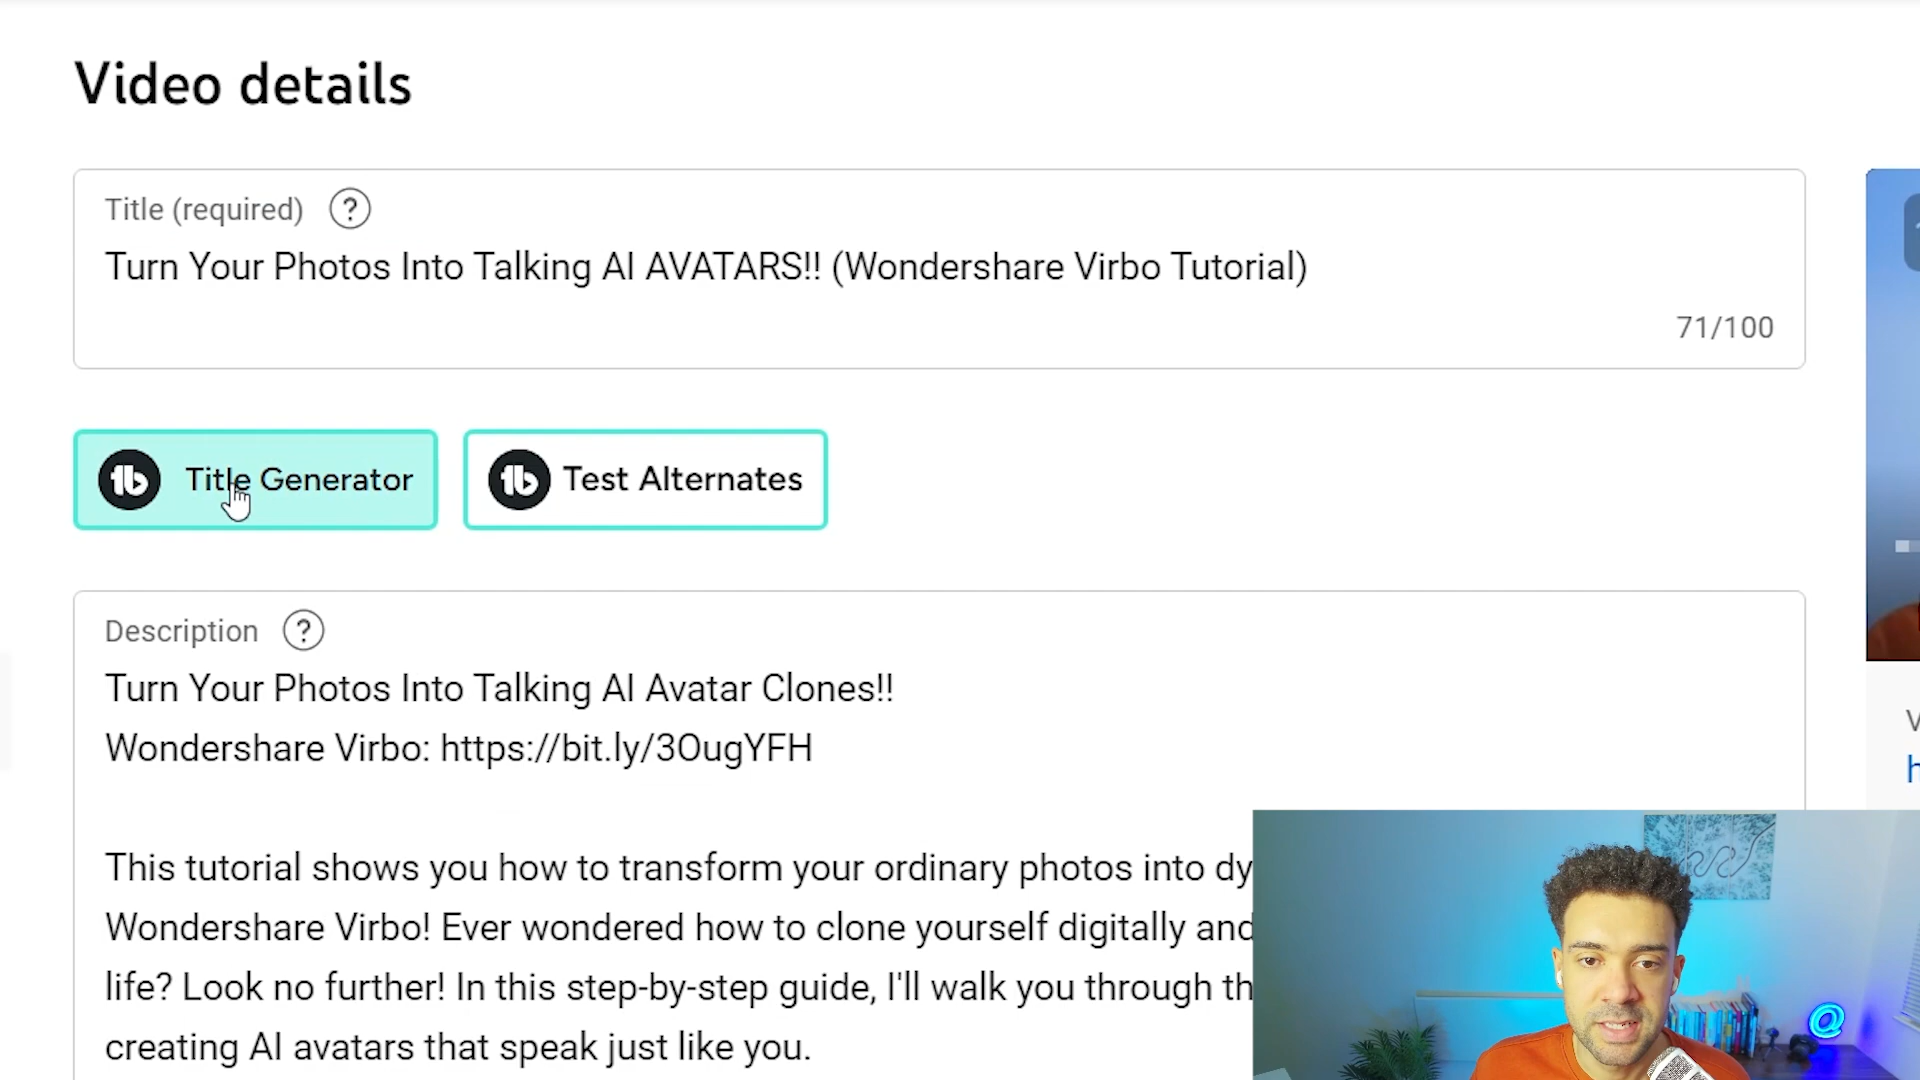 Video details
Title (required) ?
Turn Your Photos Into Talking AI AVATARS!! (Wondershare Virbo Tutorial)
71/100
Title Generator
Test Alternates
Description ?
Turn Your Photos Into Talking AI Avatar Clones!!
Wondershare Virbo: https://bit.ly/3OugYFH
This tutorial shows you how to transform your ordinary photos into dy
Wondershare Virbo! Ever wondered how to clone yourself digitally and
life? Look no further! In this step-by-step guide, I'll walk you through th
creating AI avatars that speak just like you.
@